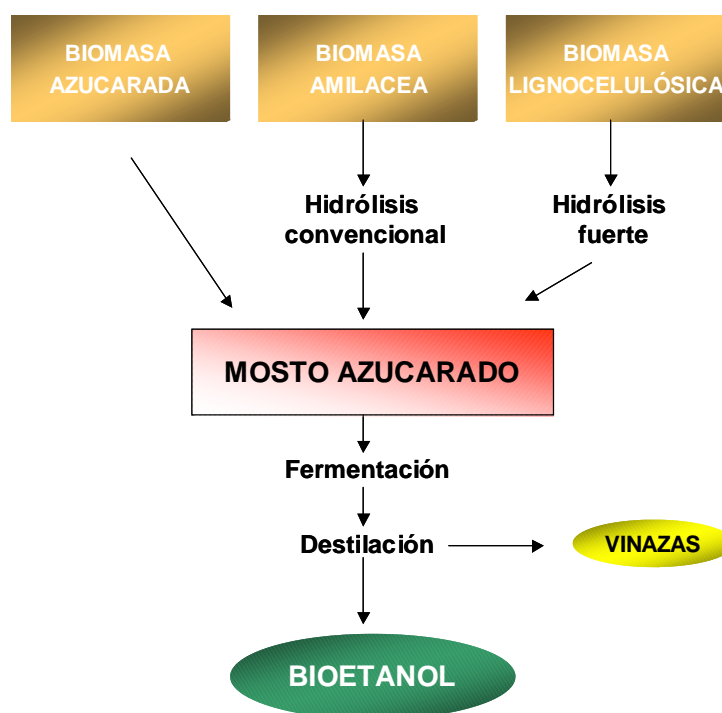 BIOMASA
AZUCARADA
BIOMASA
AMILACEA
BIOMASA
LIGNOCELULÓSICA
Hidrólisis
convencional
Hidrólisis
fuerte
MOSTO AZUCARADO
Fermentación
Destilación
VINAZAS
BIOETANOL